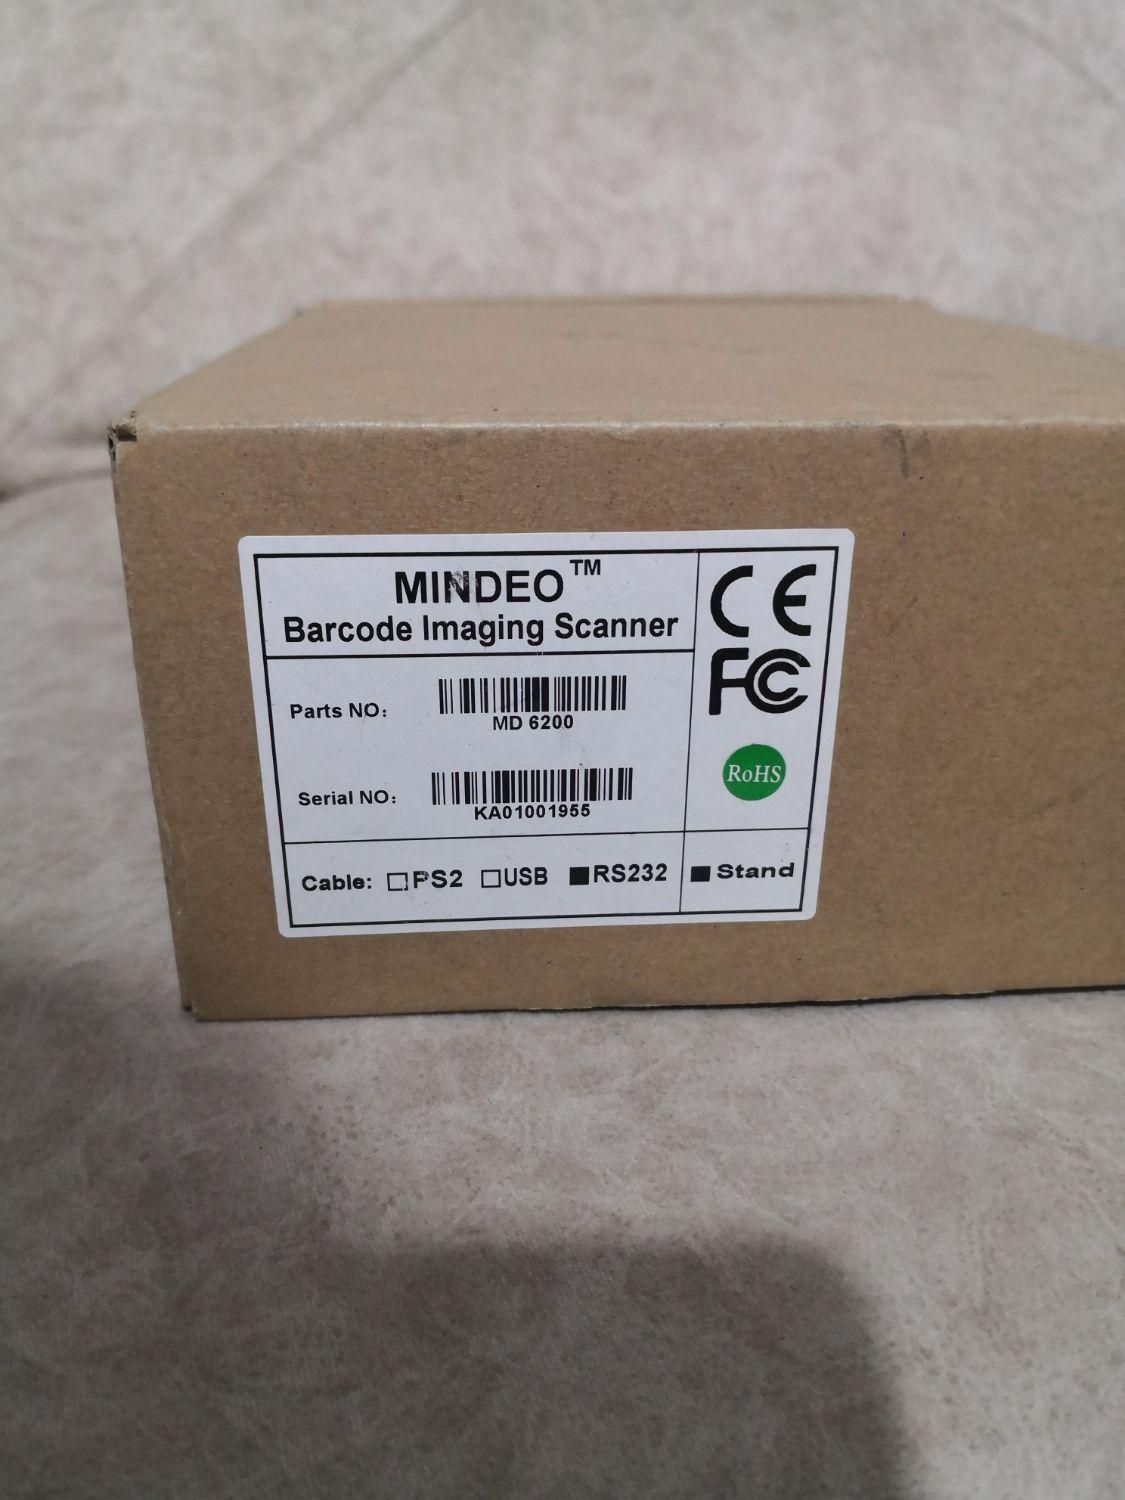 MINDEO™
Barcode Imaging Scanner
CE
FC
Parts NO:
MD 6200
RoHS
Serial NO:
KA01001955
Cable: □PS2 □USB ■RS232 ■Stand